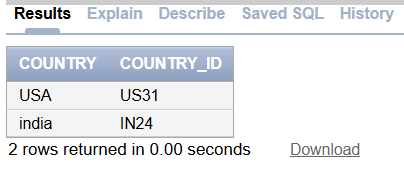 Results Explain Describe Saved SQL History
COUNTRY COUNTRY_ID
USA US31
india IN24
2 rows returned in 0.00 seconds Download